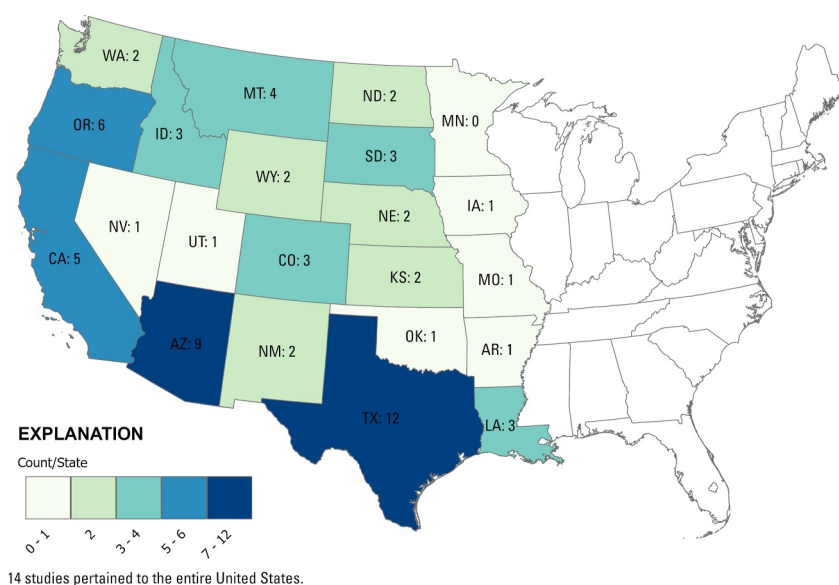 WA: 2
MT: 4
ND: 2
MN: 0
OR: 6
ID: 3
SD: 3
WY: 2
IA: 1
NE: 2
NV: 1
UT: 1
CO: 3
CA: 5
KS: 2
MO: 1
AZ: 9
NM: 2
OK: 1
AR: 1
TX: 12
LA: 3
EXPLANATION
Count/State
0 - 1
2
3 - 4
5 - 6
7 - 12
14 studies pertained to the entire United States.